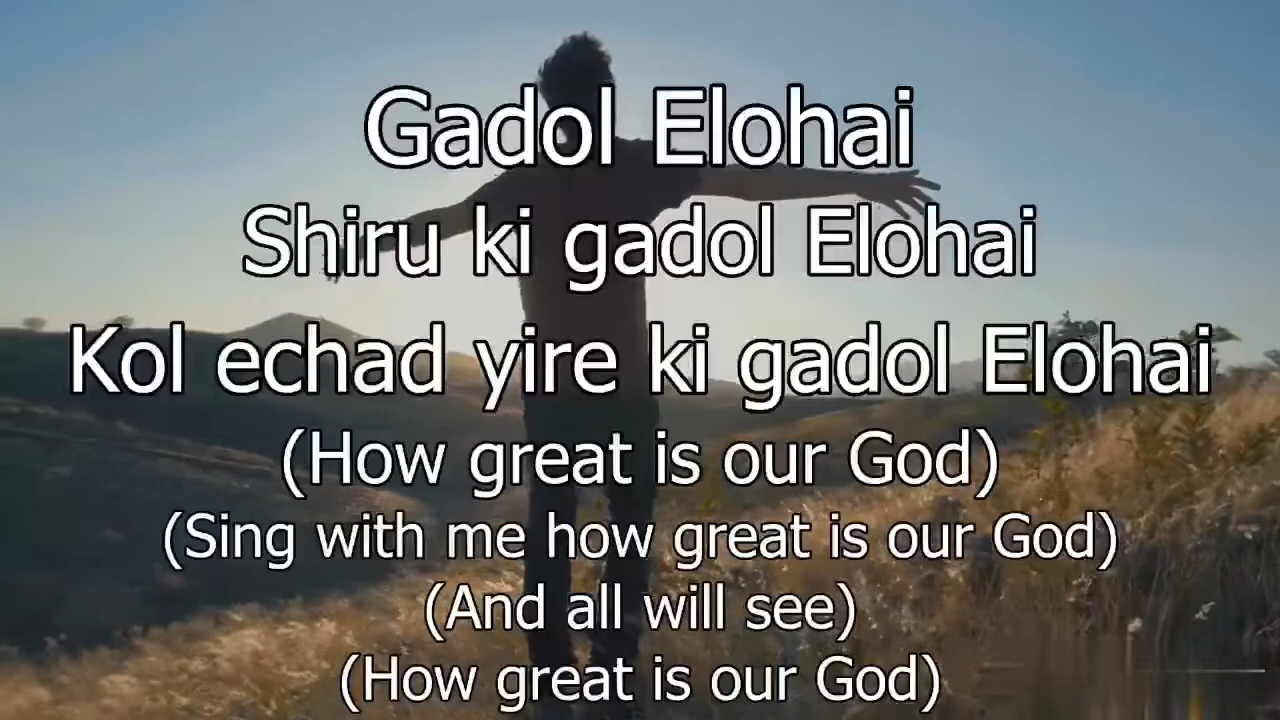 Gadol Elohai
Shiru ki gadol Elohai
Kol echad yire ki gadol Elohai
(How great is our God)
(Sing with me how great is our God)
(And all will see)
(How great is our God)